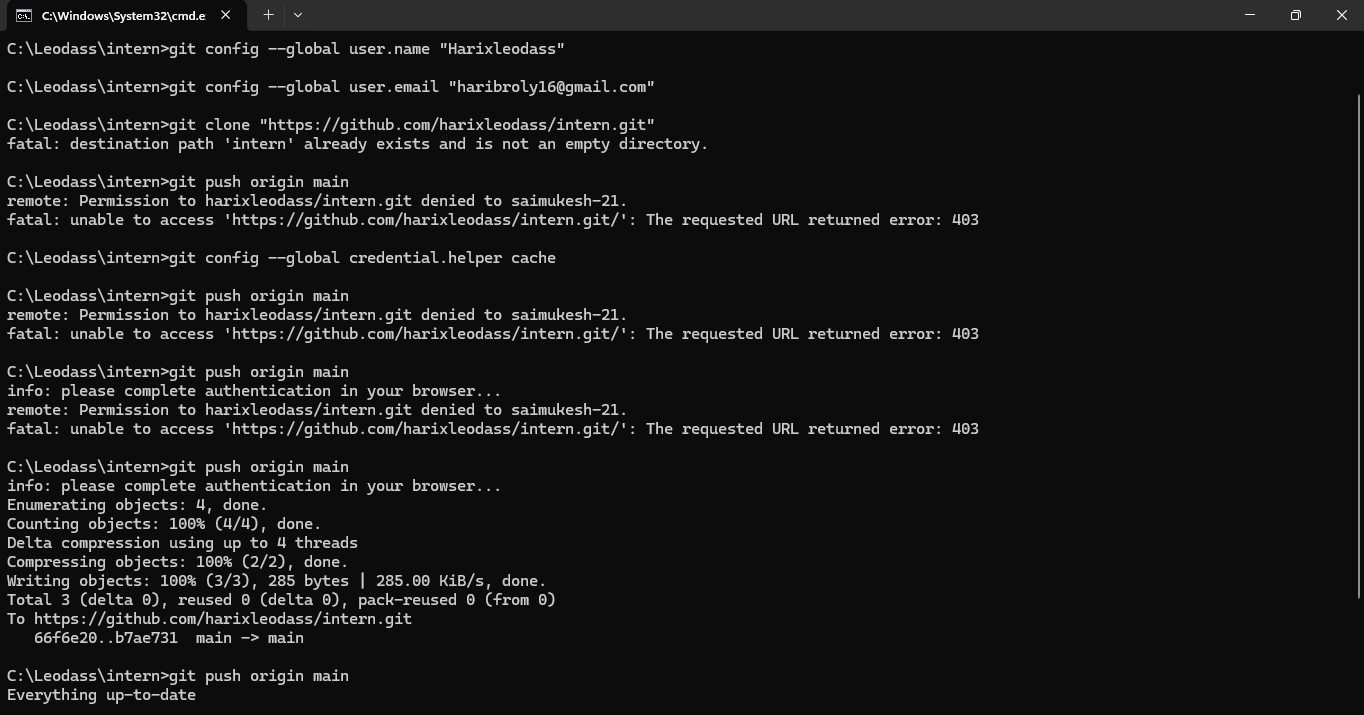 C:\Windows\System32\cmd.e
C:\Leodass\intern>git config --global user.name "Harixleodass"
C:\Leodass\intern>git config --global user.email "haribroly16@gmail.com"
C:\Leodass\intern>git clone "https://github.com/harixleodass/intern.git"
fatal: destination path 'intern' already exists and is not an empty directory.
C:\Leodass\intern>git push origin main
remote: Permission to harixleodass/intern.git denied to saimukesh-21.
fatal: unable to access 'https://github.com/harixleodass/intern.git/': The requested URL returned error: 403
C:\Leodass\intern>git config --global credential.helper cache
C:\Leodass\intern>git push origin main
remote: Permission to harixleodass/intern.git denied to saimukesh-21.
fatal: unable to access 'https://github.com/harixleodass/intern.git/': The requested URL returned error: 403
C:\Leodass\intern>git push origin main
info: please complete authentication in your browser...
remote: Permission to harixleodass/intern.git denied to saimukesh-21.
fatal: unable to access 'https://github.com/harixleodass/intern.git/': The requested URL returned error: 403
C:\Leodass\intern>git push origin main
info: please complete authentication in your browser...
Enumerating objects: 4, done.
Counting objects: 100% (4/4), done.
Delta compression using up to 4 threads
Compressing objects: 100% (2/2), done.
Writing objects: 100% (3/3), 285 bytes | 285.00 KiB/s, done.
Total 3 (delta 0), reused 0 (delta 0), pack-reused 0 (from 0)
To https://github.com/harixleodass/intern.git
   66f6e20..b7ae731  main -> main
C:\Leodass\intern>git push origin main
Everything up-to-date